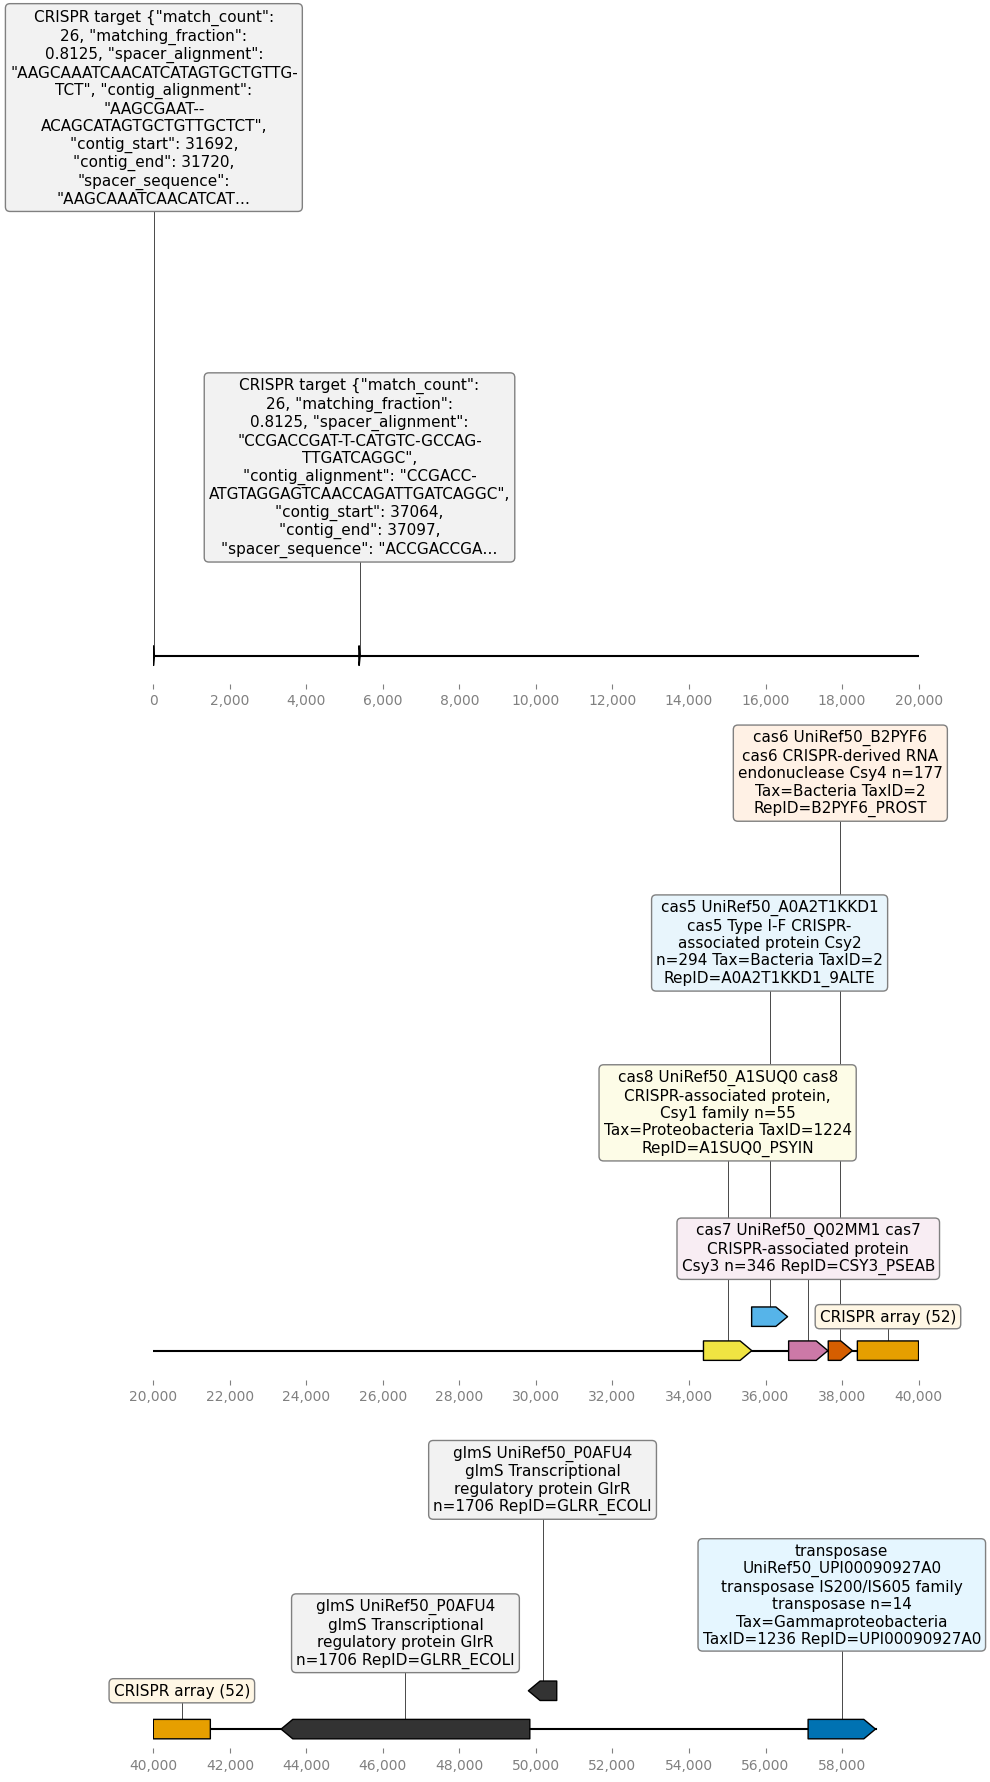 CRISPR target {"match_count":
26, "matching_fraction":
0.8125, "spacer_alignment":
"AAGCAAATCAACATCATAGTGCTGTTG-
TCT", "contig_alignment":
"AAGCGAAT--
ACAGCATAGTGCTGTTGCTCT",
"contig_start": 31692,
"contig_end": 31720,
"spacer_sequence":
"AAGCAAATCAACATCAT...
CRISPR target {"match_count":
26, "matching_fraction":
0.8125, "spacer_alignment":
"CCGACCGAT-T-CATGTC-GCCAG-
TTGATCAGGC",
"contig_alignment": "CCGACC-
ATGTAGGAGTCAACCAGATTGATCAGGC",
"contig_start": 37064,
"contig_end": 37097,
"spacer_sequence": "ACCGACCGA...
0 2,000 4,000 6,000 8,000 10,000 12,000 14,000 16,000 18,000 20,000
cas6 UniRef50_B2PYF6
cas6 CRISPR-derived RNA
endonuclease Csy4 n=177
Tax=Bacteria TaxID=2
RepID=B2PYF6_PROST
cas5 UniRef50_A0A2T1KKD1
cas5 Type I-F CRISPR-
associated protein Csy2
n=294 Tax=Bacteria TaxID=2
RepID=A0A2T1KKD1_9ALTE
cas8 UniRef50_A1SUQ0 cas8
CRISPR-associated protein,
Csy1 family n=55
Tax=Proteobacteria TaxID=1224
RepID=A1SUQ0_PSYIN
cas7 UniRef50_Q02MM1 cas7
CRISPR-associated protein
Csy3 n=346 RepID=CSY3_PSEAB
CRISPR array (52)
20,000 22,000 24,000 26,000 28,000 30,000 32,000 34,000 36,000 38,000 40,000
glmS UniRef50_P0AFU4
glmS Transcriptional
regulatory protein GlrR
n=1706 RepID=GLRR_ECOLI
transposase
UniRef50_UPI00090927A0
transposase IS200/IS605 family
transposase n=14
Tax=Gammaproteobacteria
TaxID=1236 RepID=UPI00090927A0
glmS UniRef50_P0AFU4
glmS Transcriptional
regulatory protein GlrR
n=1706 RepID=GLRR_ECOLI
CRISPR array (52)
40,000 42,000 44,000 46,000 48,000 50,000 52,000 54,000 56,000 58,000